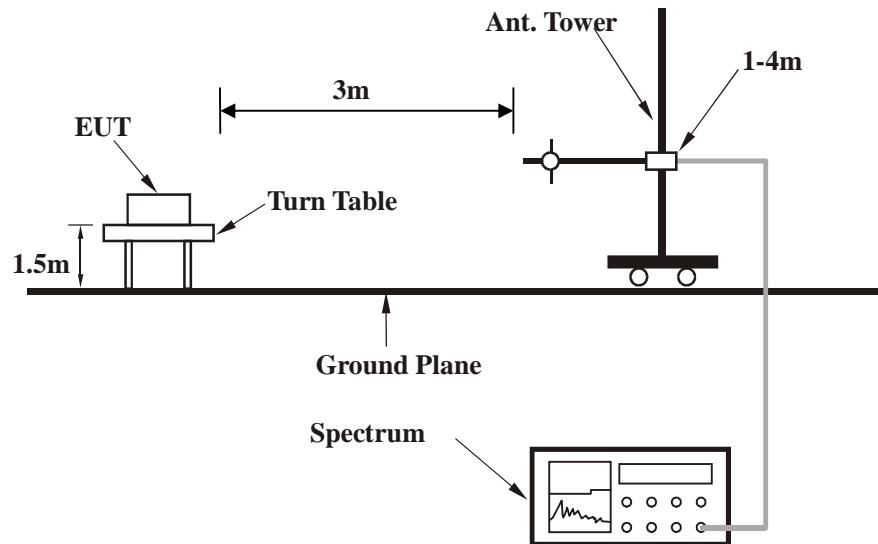 Ant. Tower
1-4m
3m
EUT
Turn Table
1.5m
Ground Plane
Spectrum